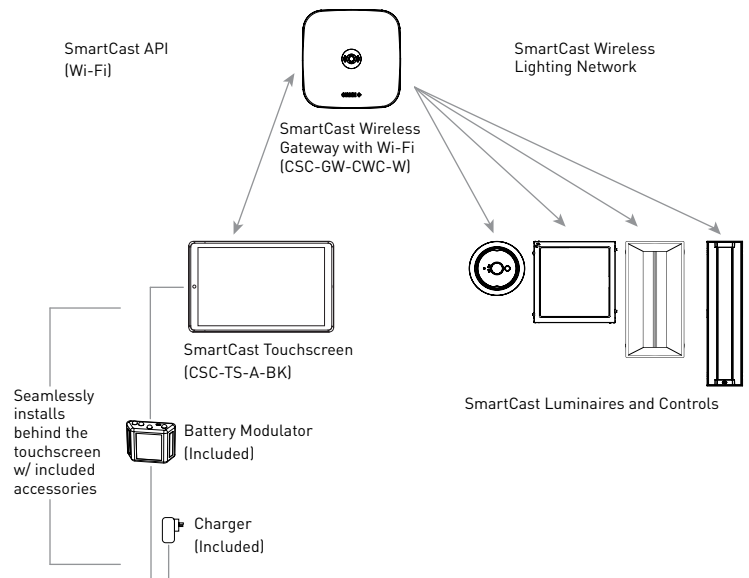 SmartCast API
(Wi-Fi)
SmartCast Wireless
Lighting Network
SmartCast Wireless
Gateway with Wi-Fi
(CSC-GW-CWC-W)
SmartCast Touchscreen
(CSC-TS-A-BK)
SmartCast Luminaires and Controls
Seamlessly
installs
behind the
touchscreen
w/ included
accessories
Battery Modulator
(Included)
Charger
(Included)